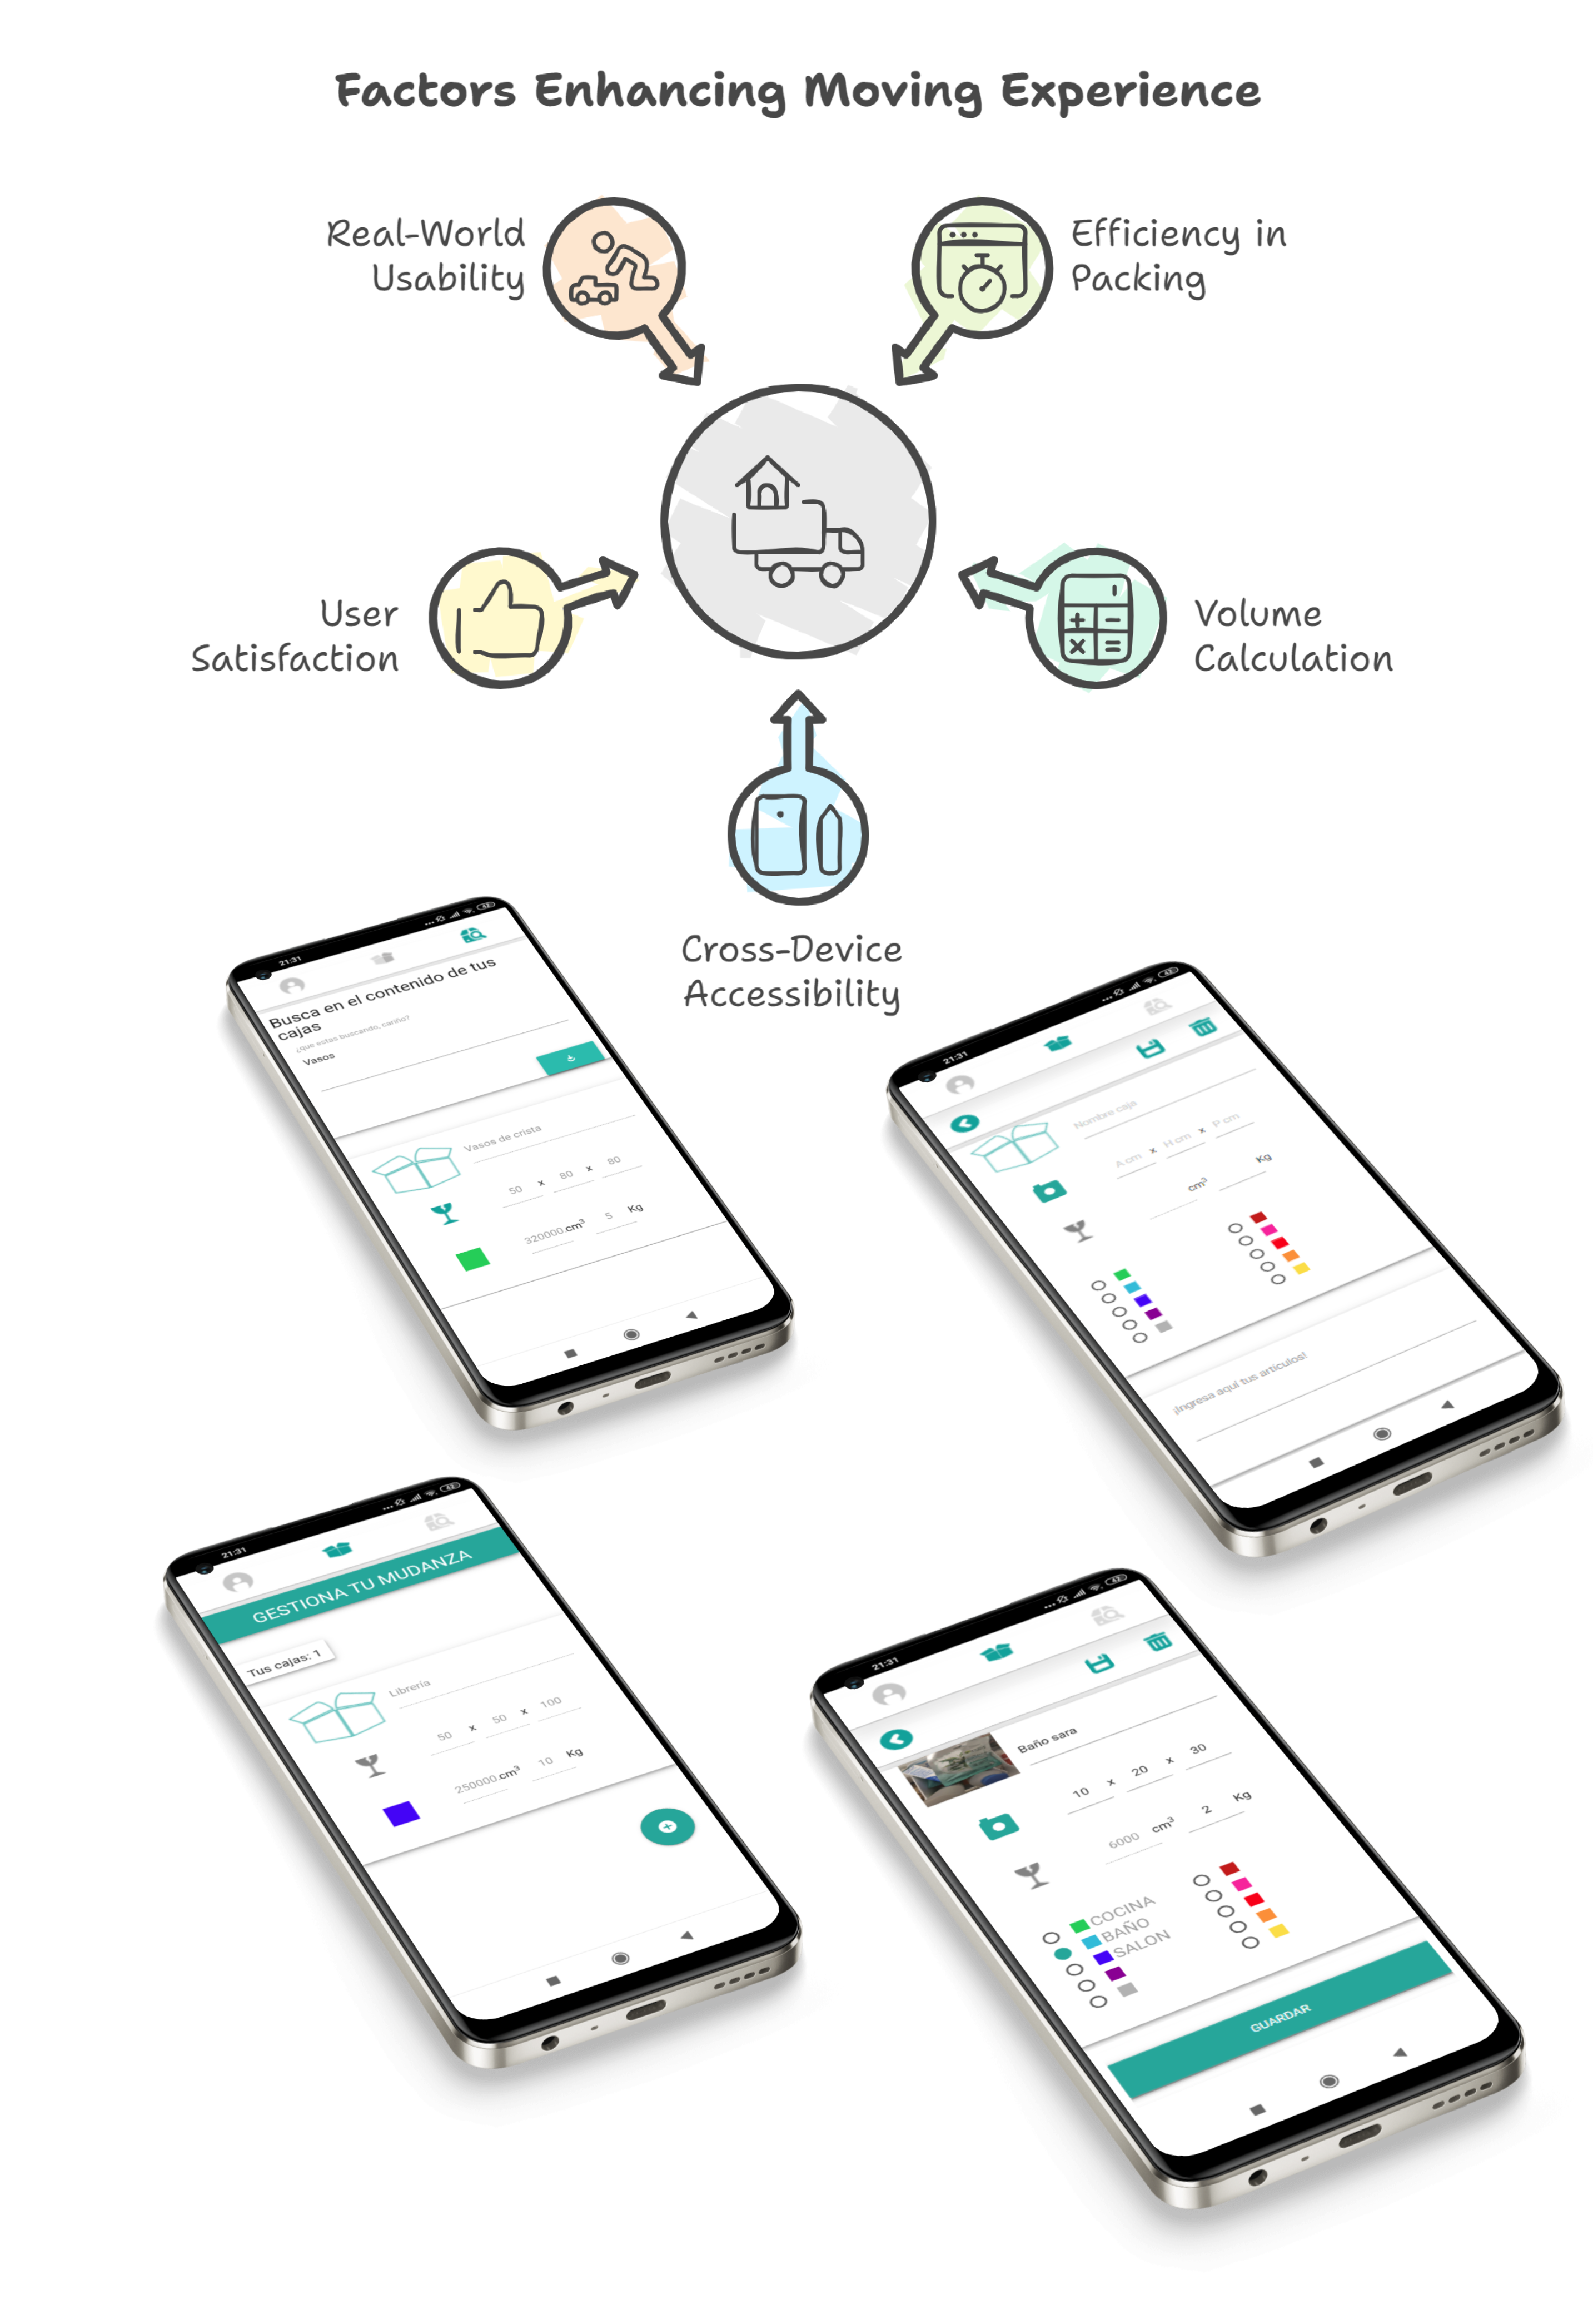 Factors Enhancing Moving Experience
Real-World
Usability
Efficiency in
Packing
User
Satisfaction
Volume
Calculation
Cross-Device
Accessibility
21:31
Busca en el contenido de tus
cajas
¿que estas buscando, cariño?
Vasos
Vasos de crista
50 x 80 x 80
320000 cm³ 5 Kg
21:31
Nombre caja
A cm x H cm x P cm
cm³ Kg
¡Ingresa aquí tus artículos!
21:31
GESTIONA TU MUDANZA
Tus cajas: 1
Librería
50 x 50 x 100
250000 cm³ 10 Kg
21:31
Baño sara
10 x 20 x 30
6000 cm³ 2 Kg
COCINA
BAÑO
SALON
GUARDAR